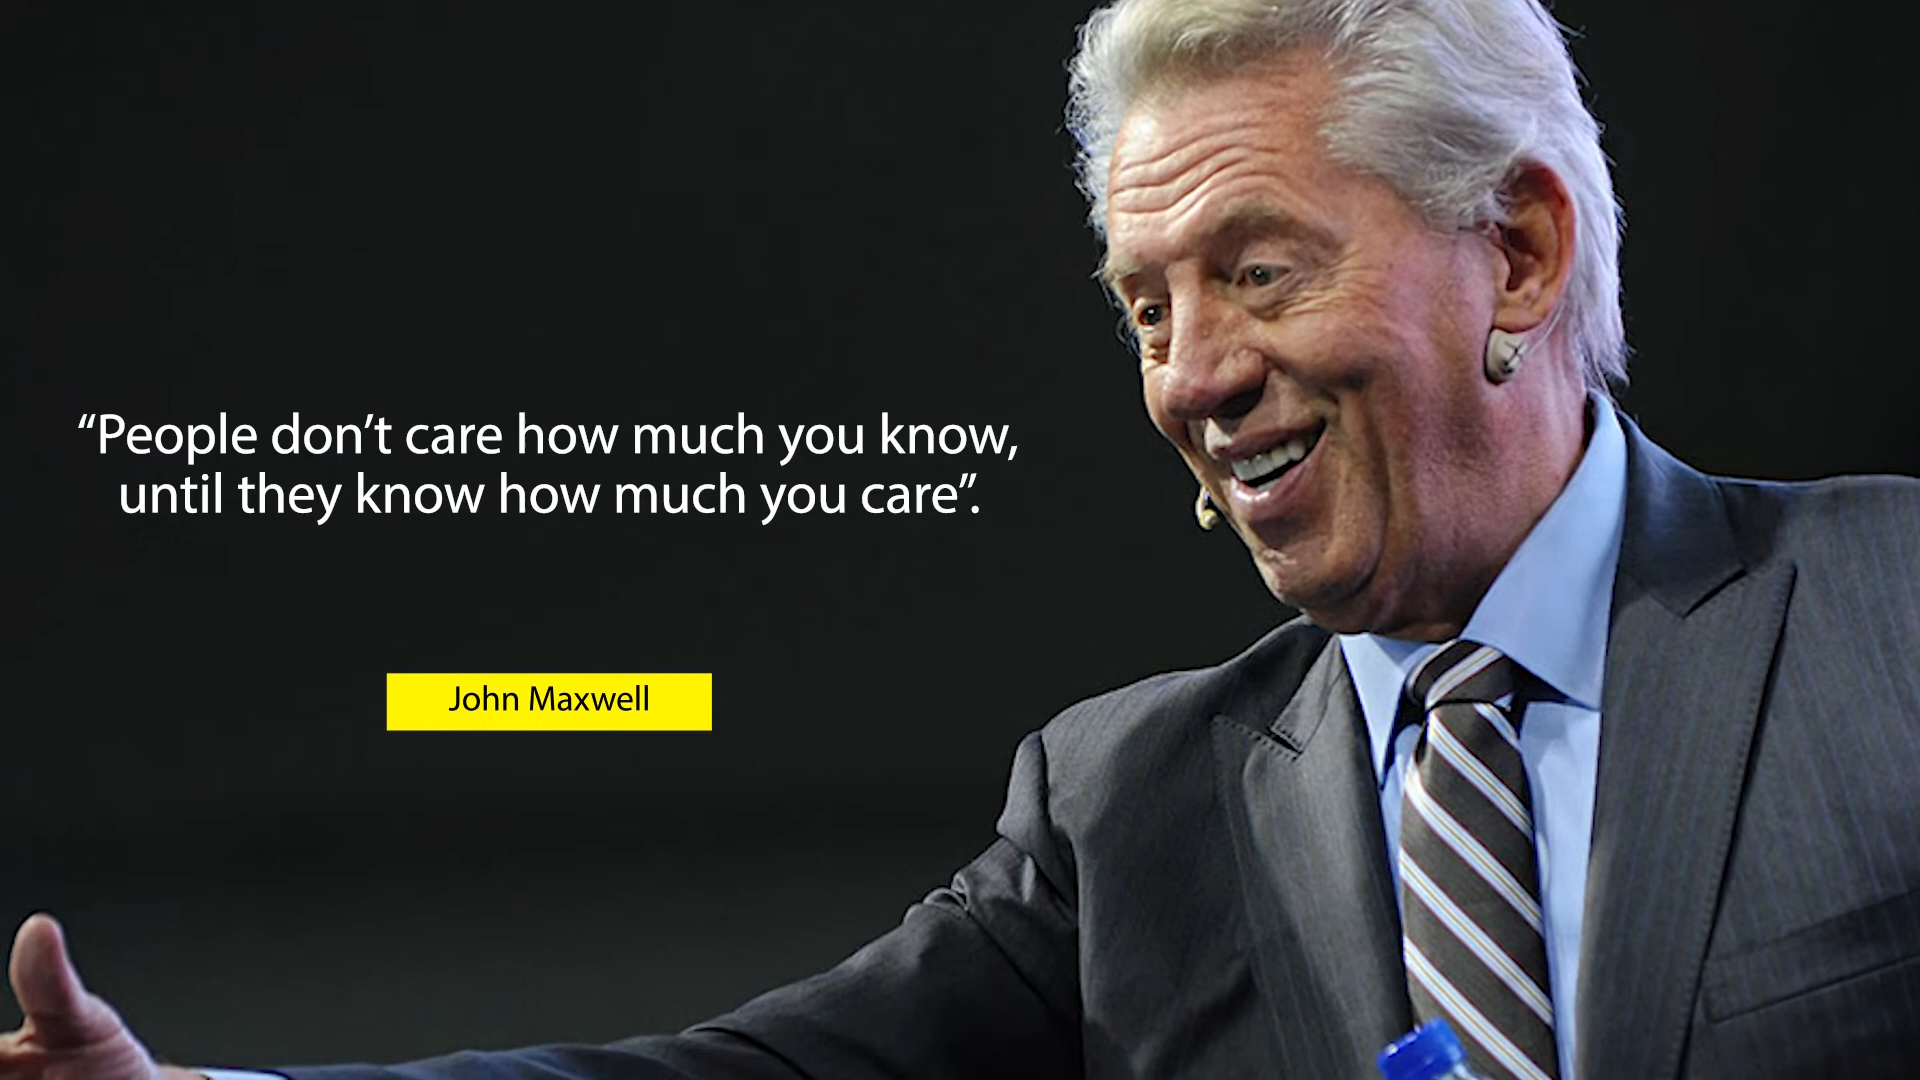 “People don’t care how much you know,
until they know how much you care”.
John Maxwell